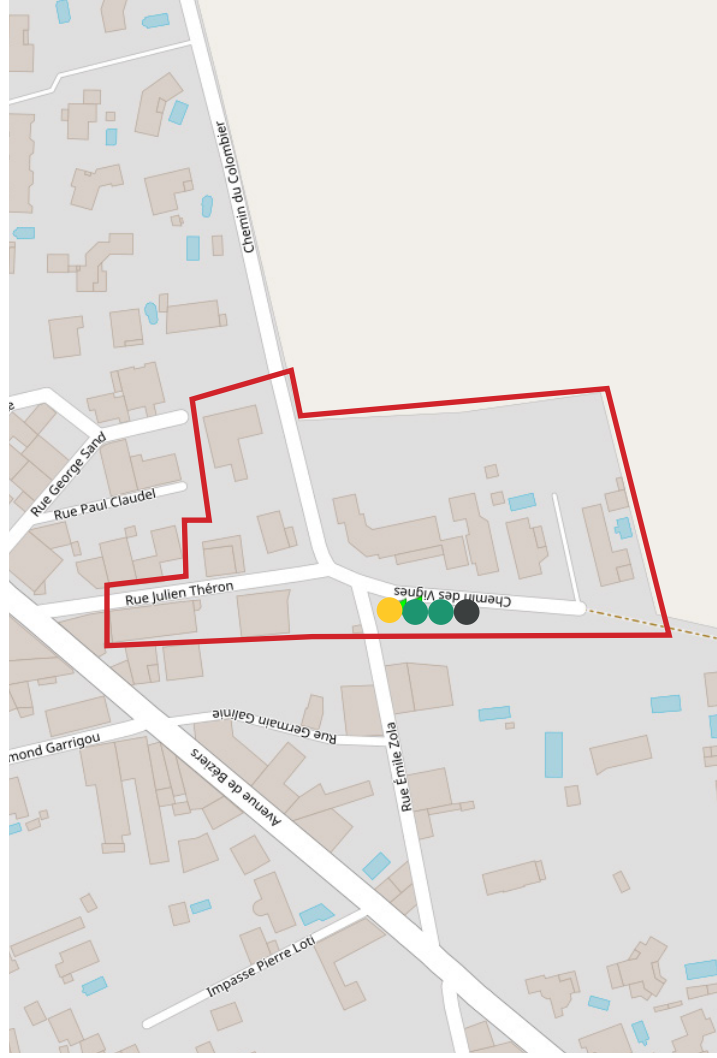 Chemin du Colombier
e
Rue George Sand
Rue Paul Claudel
Rue Julien Théron
Chemin des Vignes
Rue Germain Galinie
mond Garrigou
Rue Émile Zola
Avenue de Béziers
Impasse Pierre Loti